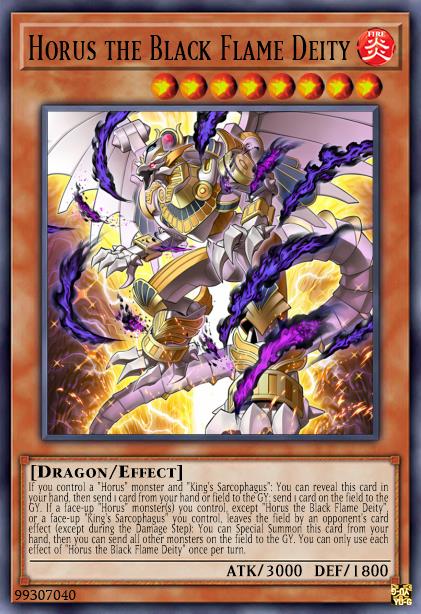 HORUS THE BLACK FLAME DEITY
FIRE
炎
[DRAGON/EFFECT]
If you control a "Horus" monster and "King's Sarcophagus": You can reveal this card in
your hand, then send 1 card from your hand or field to the GY; send 1 card on the field to the
GY. If a face-up "Horus" monster(s) you control, except "Horus the Black Flame Deity",
or a face-up "King's Sarcophagus" you control, leaves the field by an opponent's card
effect (except during the Damage Step): You can Special Summon this card from your
hand, then you can send all other monsters on the field to the GY. You can only use each
effect of "Horus the Black Flame Deity" once per turn.
ATK/3000 DEF/1800
99307040